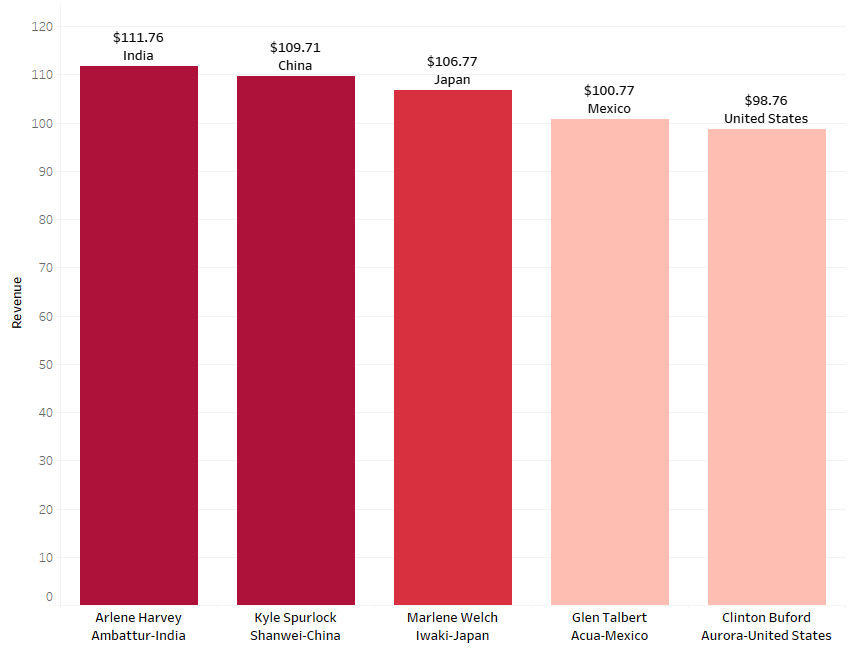 120
110
100
90
80
70
60
50
40
30
20
10
0
Revenue
$111.76
India
$109.71
China
$106.77
Japan
$100.77
Mexico
$98.76
United States
Arlene Harvey
Ambattur-India
Kyle Spurlock
Shanwei-China
Marlene Welch
Iwaki-Japan
Glen Talbert
Acua-Mexico
Clinton Buford
Aurora-United States